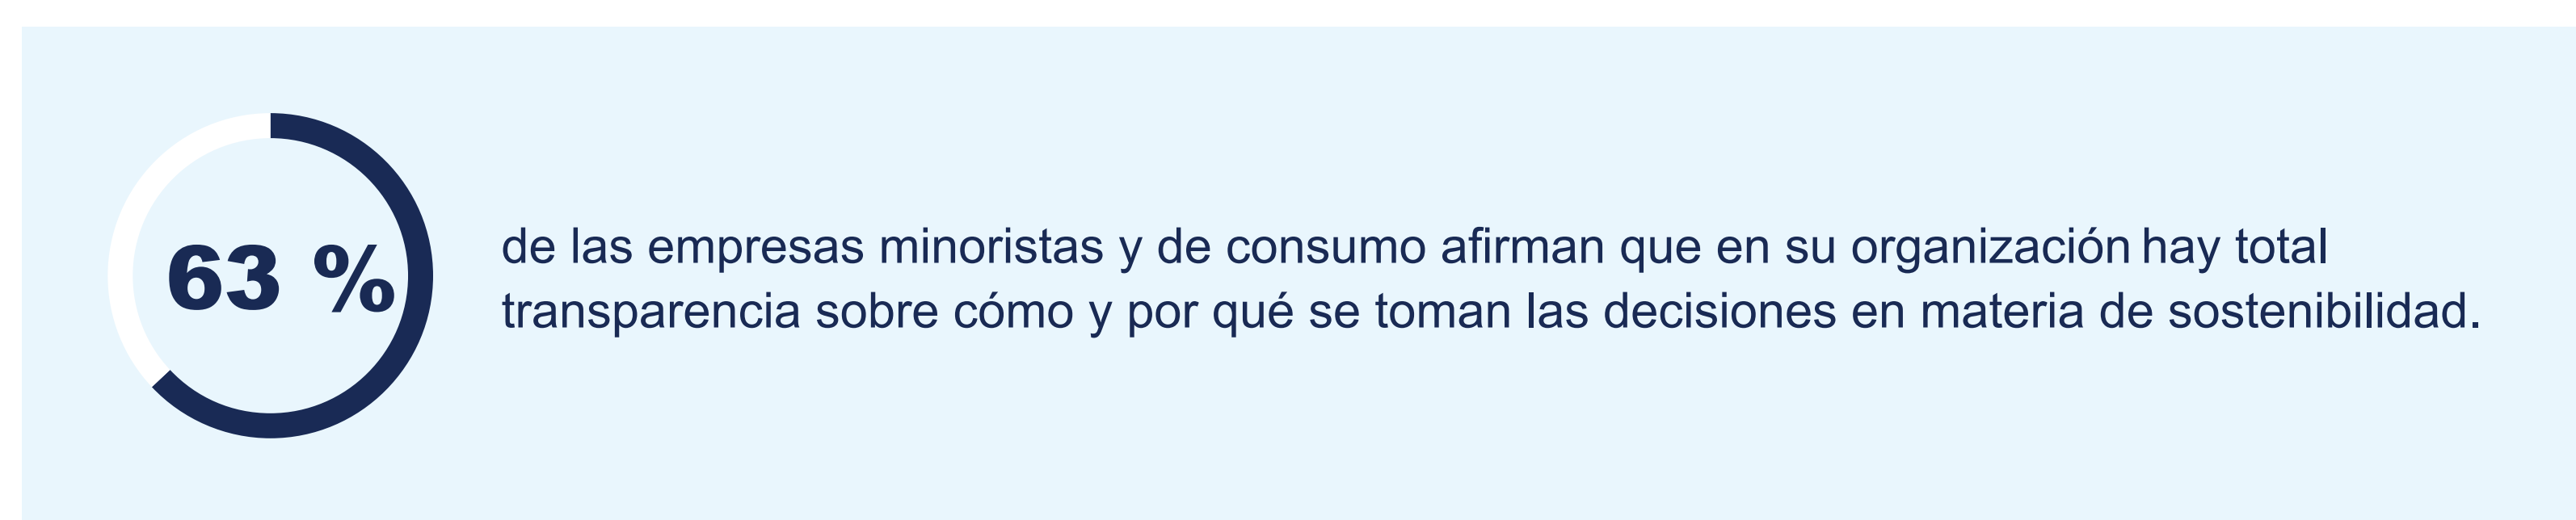 63 %
de las empresas minoristas y de consumo afirman que en su organización hay total
transparencia sobre cómo y por qué se toman las decisiones en materia de sostenibilidad.